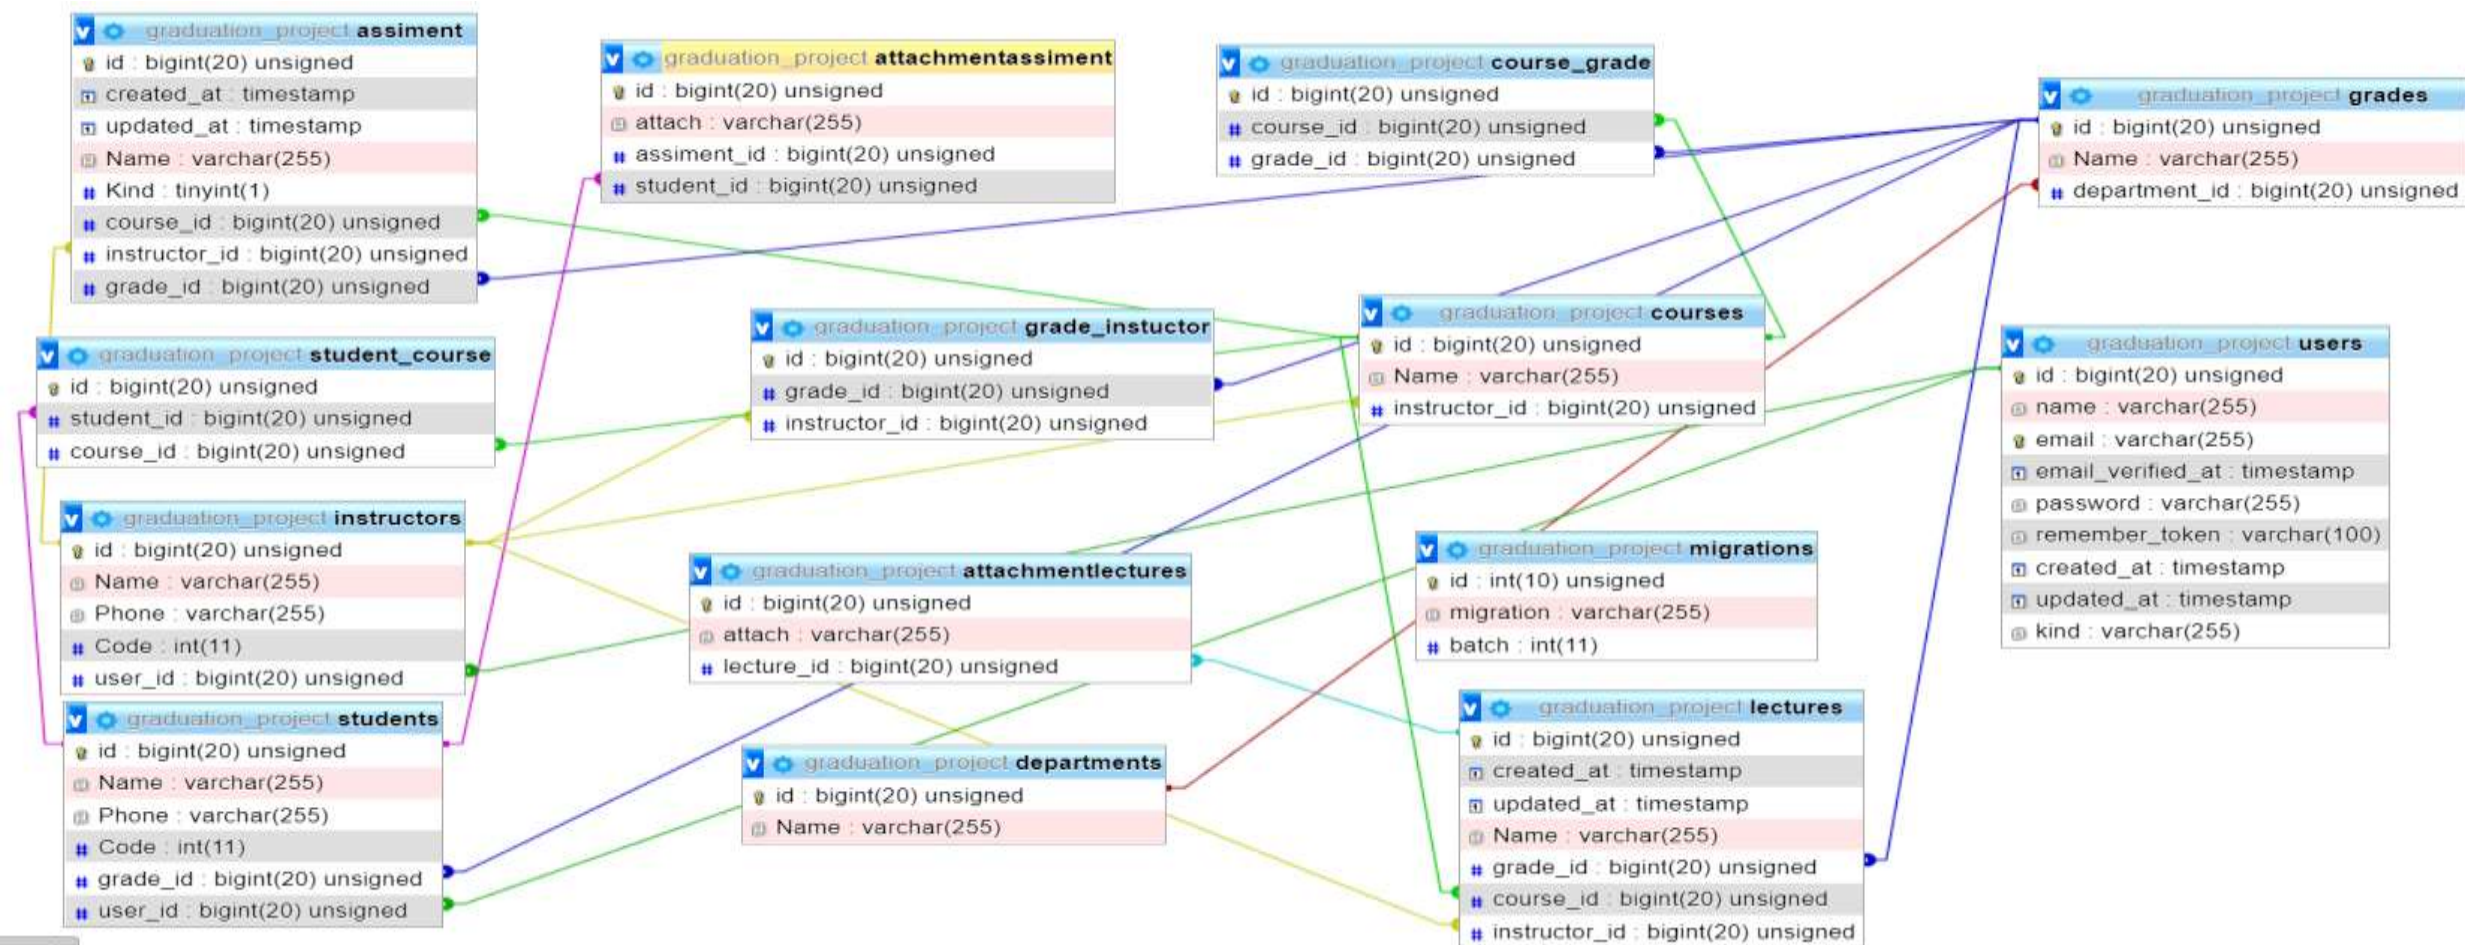 graduation_project assiment
id : bigint(20) unsigned
created_at : timestamp
updated_at : timestamp
Name : varchar(255)
Kind : tinyint(1)
course_id : bigint(20) unsigned
instructor_id : bigint(20) unsigned
grade_id : bigint(20) unsigned
graduation_project attachmentassiment
id : bigint(20) unsigned
attach : varchar(255)
assiment_id : bigint(20) unsigned
student_id : bigint(20) unsigned
graduation_project course_grade
id : bigint(20) unsigned
course_id : bigint(20) unsigned
grade_id : bigint(20) unsigned
graduation_project grades
id : bigint(20) unsigned
Name : varchar(255)
department_id : bigint(20) unsigned
graduation_project student_course
id : bigint(20) unsigned
student_id : bigint(20) unsigned
course_id : bigint(20) unsigned
graduation_project grade_instuctor
id : bigint(20) unsigned
grade_id : bigint(20) unsigned
instructor_id : bigint(20) unsigned
graduation_project courses
id : bigint(20) unsigned
Name : varchar(255)
instructor_id : bigint(20) unsigned
graduation_project users
id : bigint(20) unsigned
name : varchar(255)
email : varchar(255)
email_verified_at : timestamp
password : varchar(255)
remember_token : varchar(100)
created_at : timestamp
updated_at : timestamp
kind : varchar(255)
graduation_project instructors
id : bigint(20) unsigned
Name : varchar(255)
Phone : varchar(255)
Code : int(11)
user_id : bigint(20) unsigned
graduation_project attachmentlectures
id : bigint(20) unsigned
attach : varchar(255)
lecture_id : bigint(20) unsigned
graduation_project migrations
id : int(10) unsigned
migration : varchar(255)
batch : int(11)
graduation_project students
id : bigint(20) unsigned
Name : varchar(255)
Phone : varchar(255)
Code : int(11)
grade_id : bigint(20) unsigned
user_id : bigint(20) unsigned
graduation_project departments
id : bigint(20) unsigned
Name : varchar(255)
graduation_project lectures
id : bigint(20) unsigned
created_at : timestamp
updated_at : timestamp
Name : varchar(255)
grade_id : bigint(20) unsigned
course_id : bigint(20) unsigned
instructor_id : bigint(20) unsigned